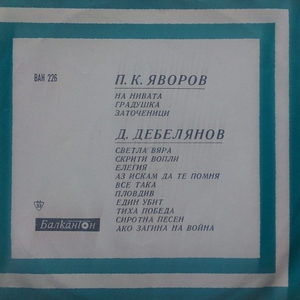 ВАН 226
П. К. ЯВОРОВ
НА НИВАТА
ГРАДУШКА
ЗАТОЧЕНИЦИ
Д. ДЕБЕЛЯНОВ
СВЕТЛА ВЯРА
СКРИТИ ВОПЛИ
ЕЛЕГИЯ
АЗ ИСКАМ ДА ТЕ ПОМНЯ
ВСЕ ТАКА
ПЛОВДИВ
ЕДИН УБИТ
ТИХА ПОБЕДА
СИРОТНА ПЕСЕН
АКО ЗАГИНА НА ВОЙНА
Балкантон